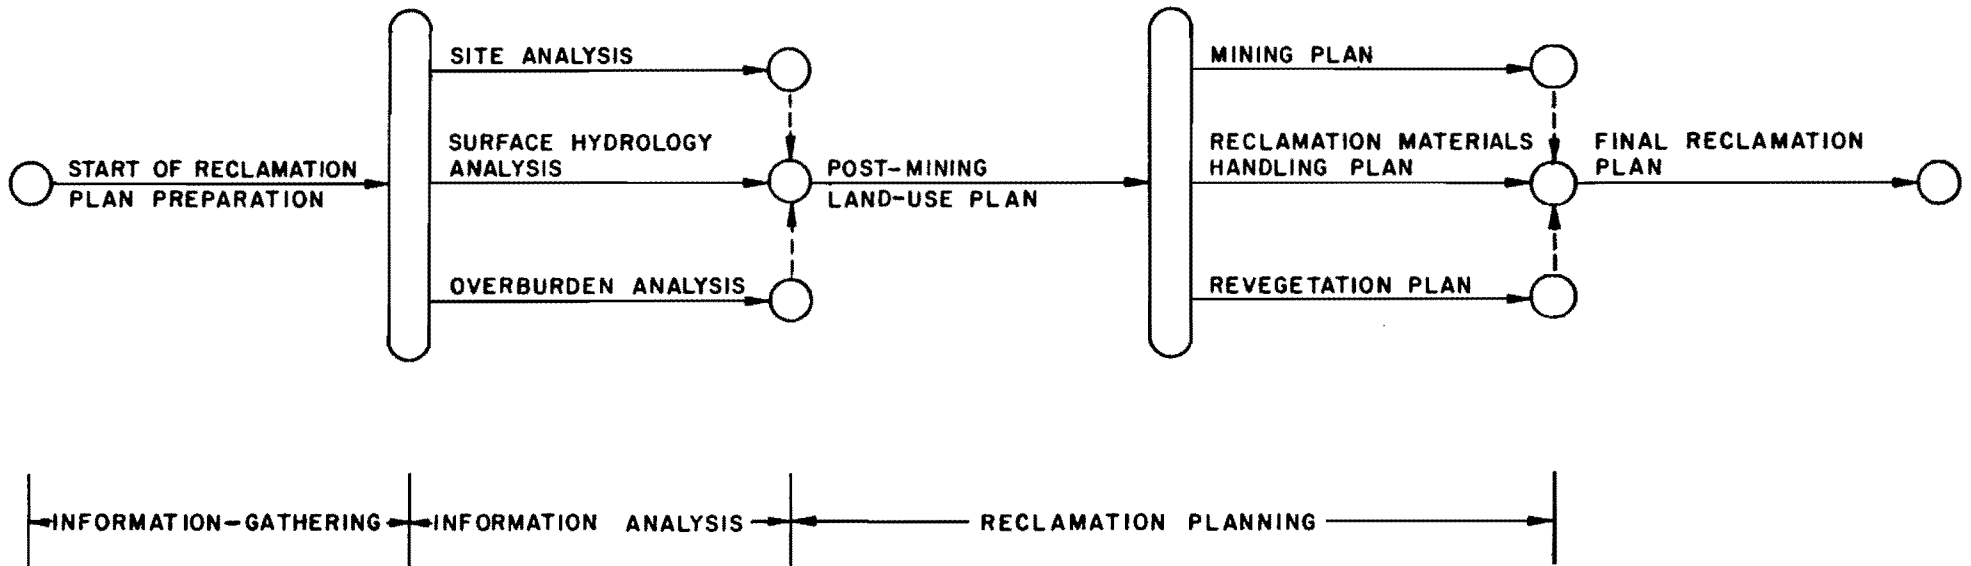 SITE ANALYSIS
MINING PLAN
SURFACE HYDROLOGY
ANALYSIS
RECLAMATION MATERIALS
HANDLING PLAN
FINAL RECLAMATION
PLAN
START OF RECLAMATION
PLAN PREPARATION
POST-MINING
LAND-USE PLAN
OVERBURDEN ANALYSIS
REVEGETATION PLAN
INFORMATION-GATHERING
INFORMATION ANALYSIS
RECLAMATION PLANNING